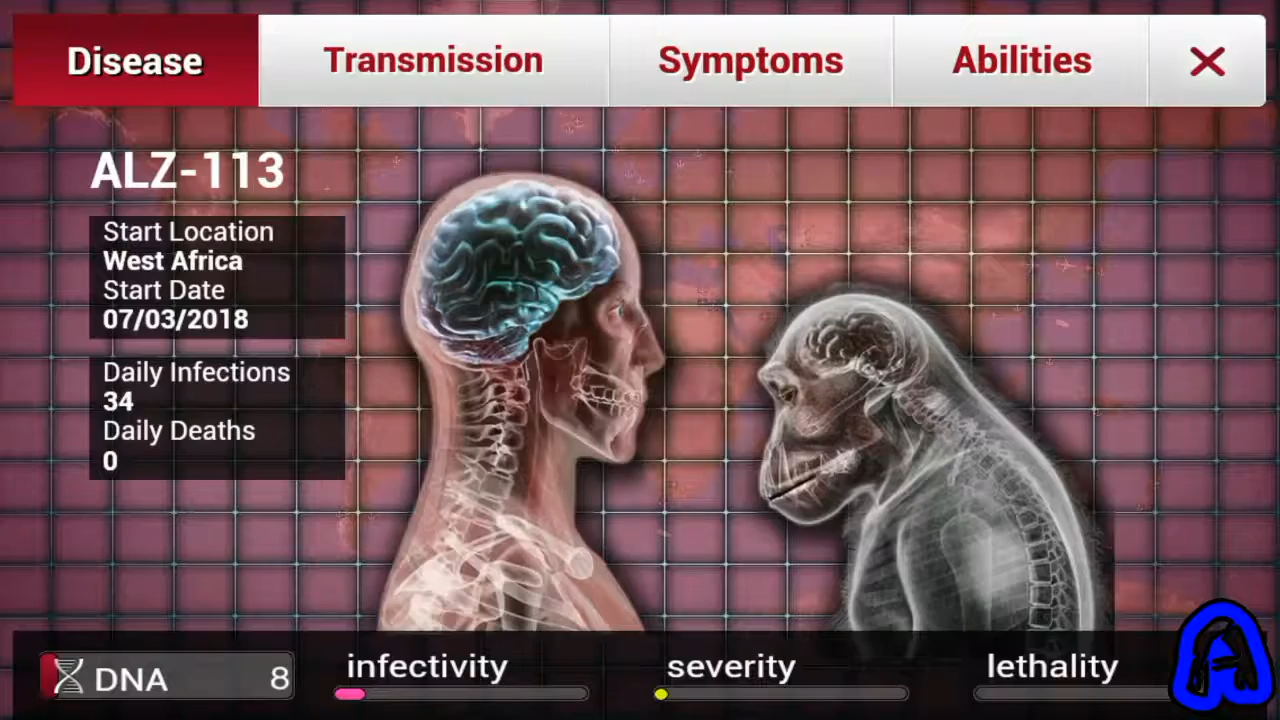 Disease
Transmission
Symptoms
Abilities
ALZ-113
Start Location
West Africa
Start Date
07/03/2018
Daily Infections
34
Daily Deaths
0
DNA 8
infectivity
severity
lethality